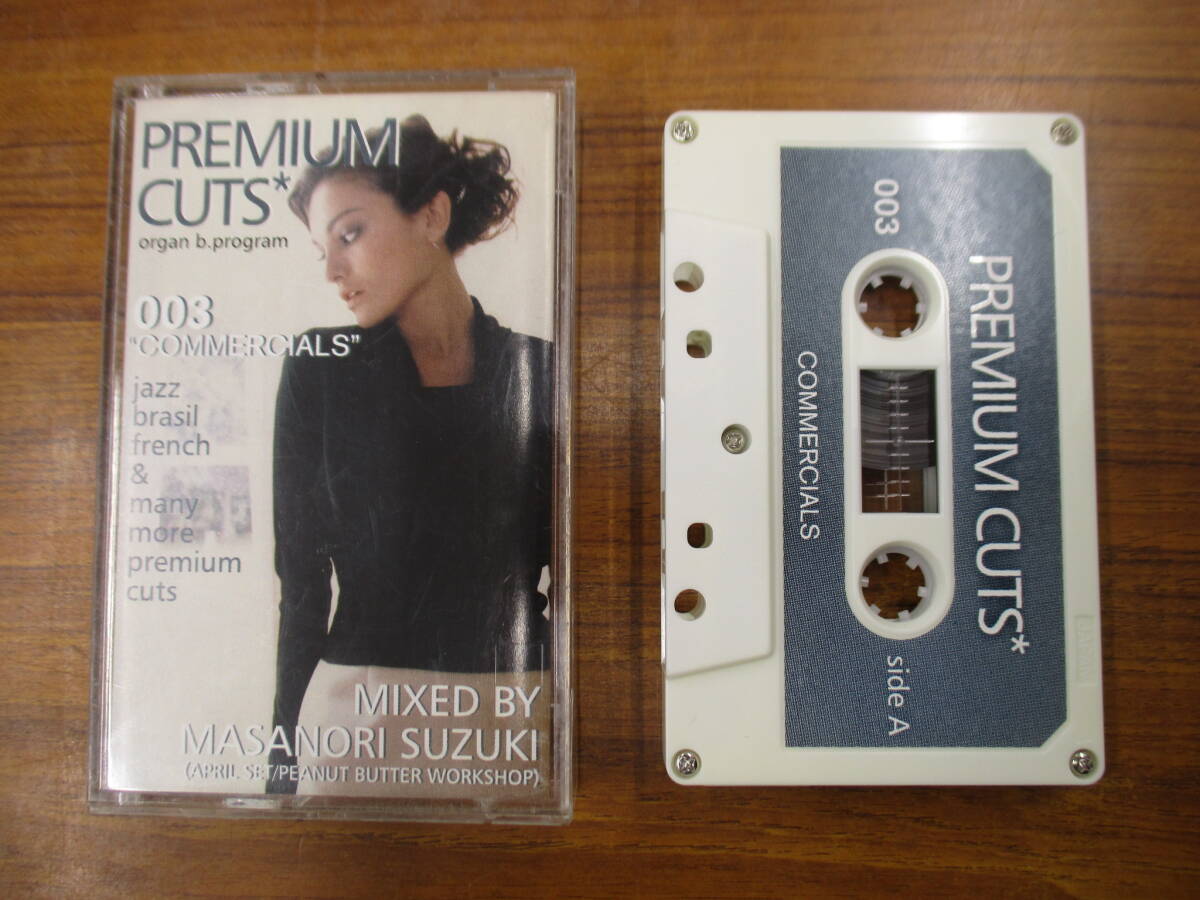 PREMIUM
CUTS*
organ b.program
003
"COMMERCIALS"
jazz
brasil
french
&
many
more
premium
cuts
MIXED BY
MASANORI SUZUKI
(APRIL SET/PEANUT BUTTER WORKSHOP)
003
PREMIUM CUTS*
COMMERCIALS
side A